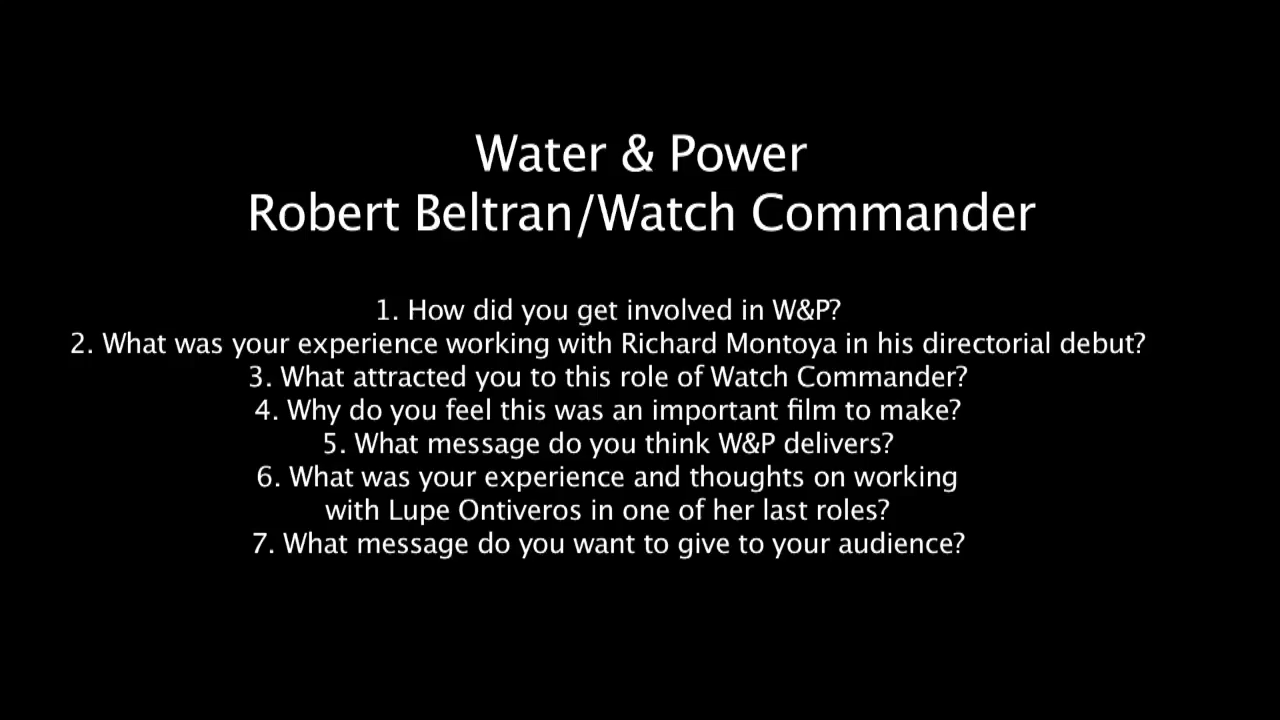 Water & Power
Robert Beltran/Watch Commander
1. How did you get involved in W&P?
2. What was your experience working with Richard Montoya in his directorial debut?
3. What attracted you to this role of Watch Commander?
4. Why do you feel this was an important film to make?
5. What message do you think W&P delivers?
6. What was your experience and thoughts on working
with Lupe Ontiveros in one of her last roles?
7. What message do you want to give to your audience?